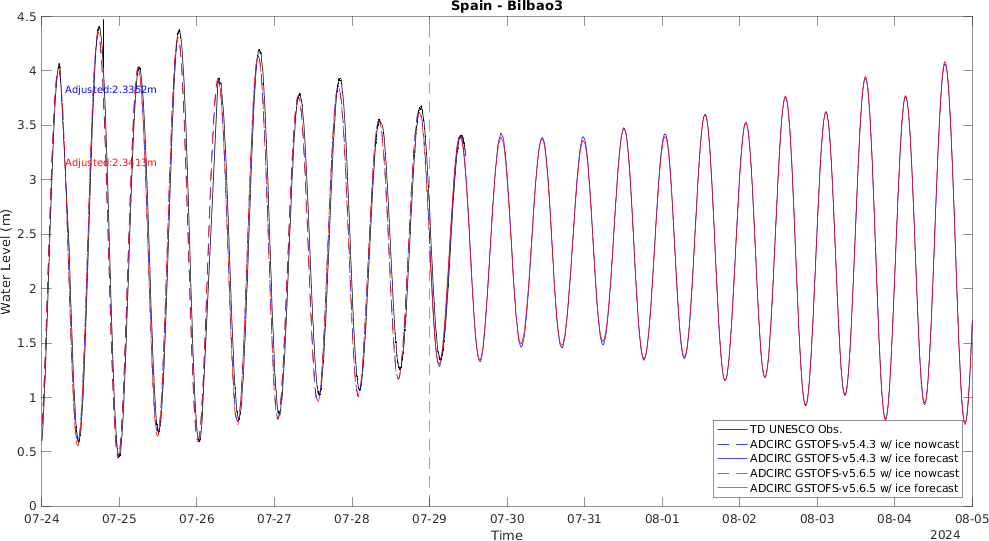 Spain - Bilbao3
4.5
4
3.5
3
2.5
2
1.5
1
0.5
0
Water Level (m)
Adjusted:2.3352m
Adjusted:2.3413m
TD UNESCO Obs.
ADCIRC GSTOFS-v5.4.3 w/ ice nowcast
ADCIRC GSTOFS-v5.4.3 w/ ice forecast
ADCIRC GSTOFS-v5.6.5 w/ ice nowcast
ADCIRC GSTOFS-v5.6.5 w/ ice forecast
07-24 07-25 07-26 07-27 07-28 07-29 07-30 07-31 08-01 08-02 08-03 08-04 08-05
Time
2024